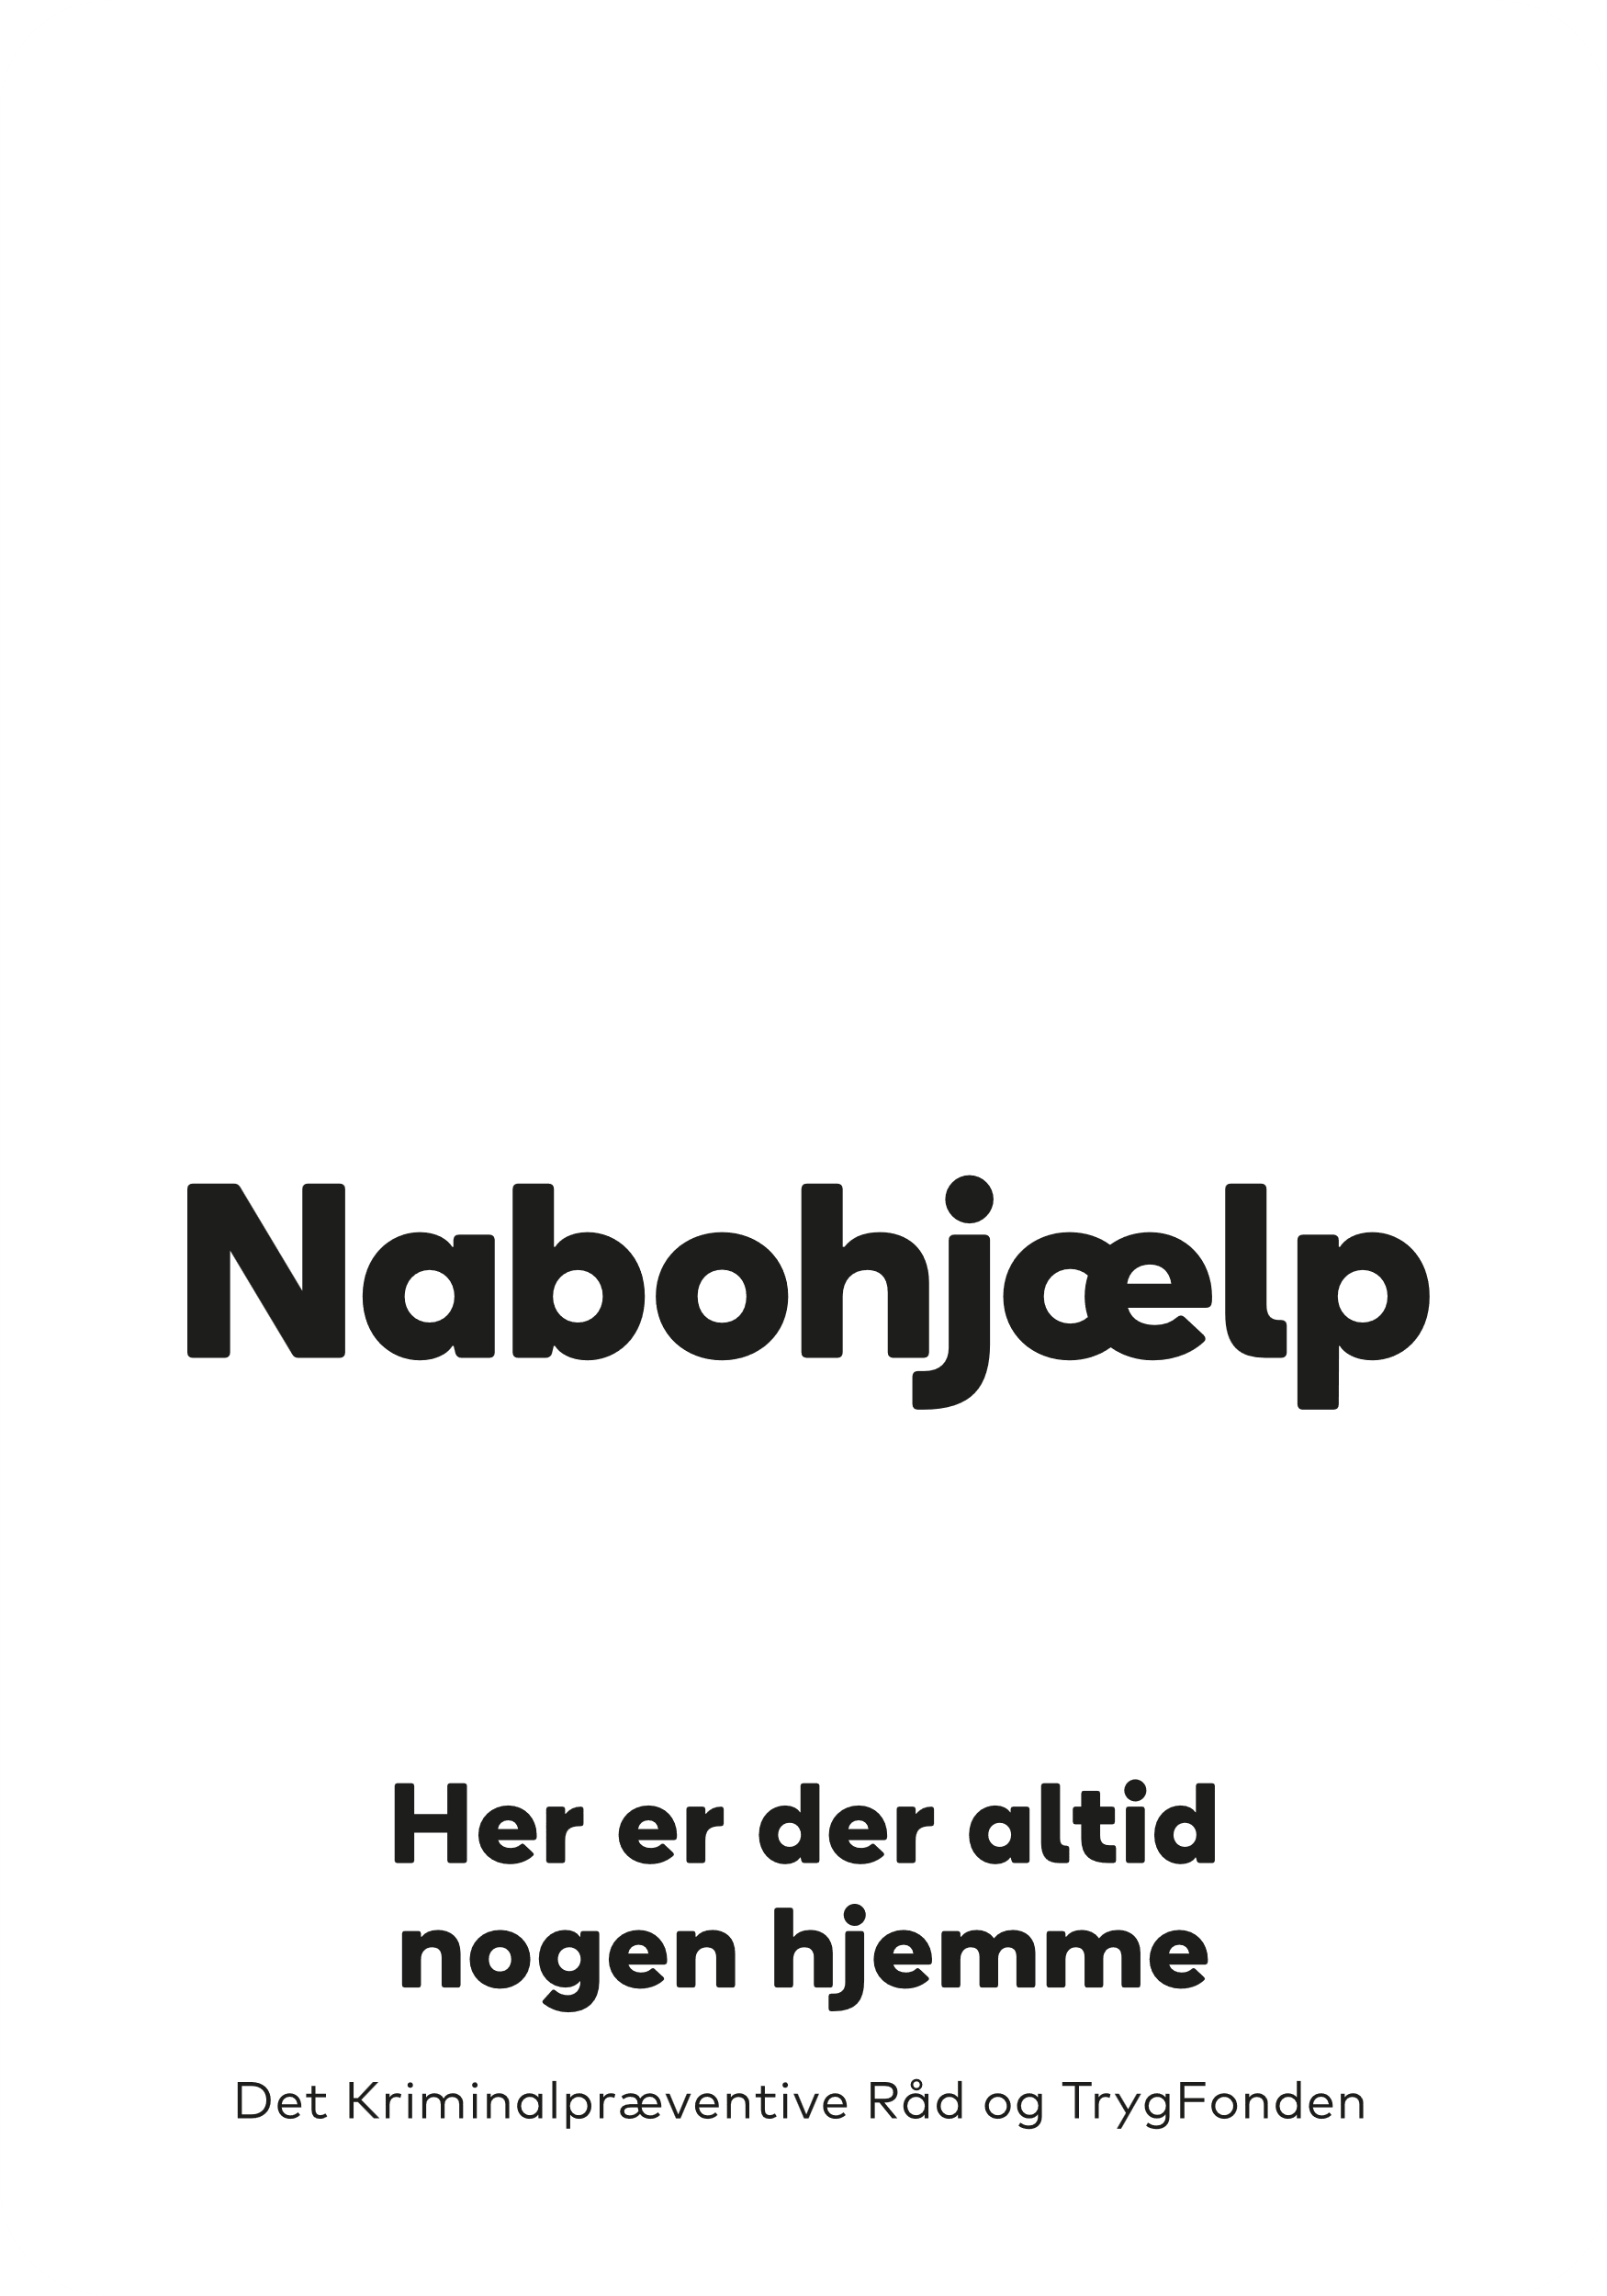 Nabohjælp
Her er der altid
nogen hjemme
Det Kriminalpræventive Råd og TrygFonden